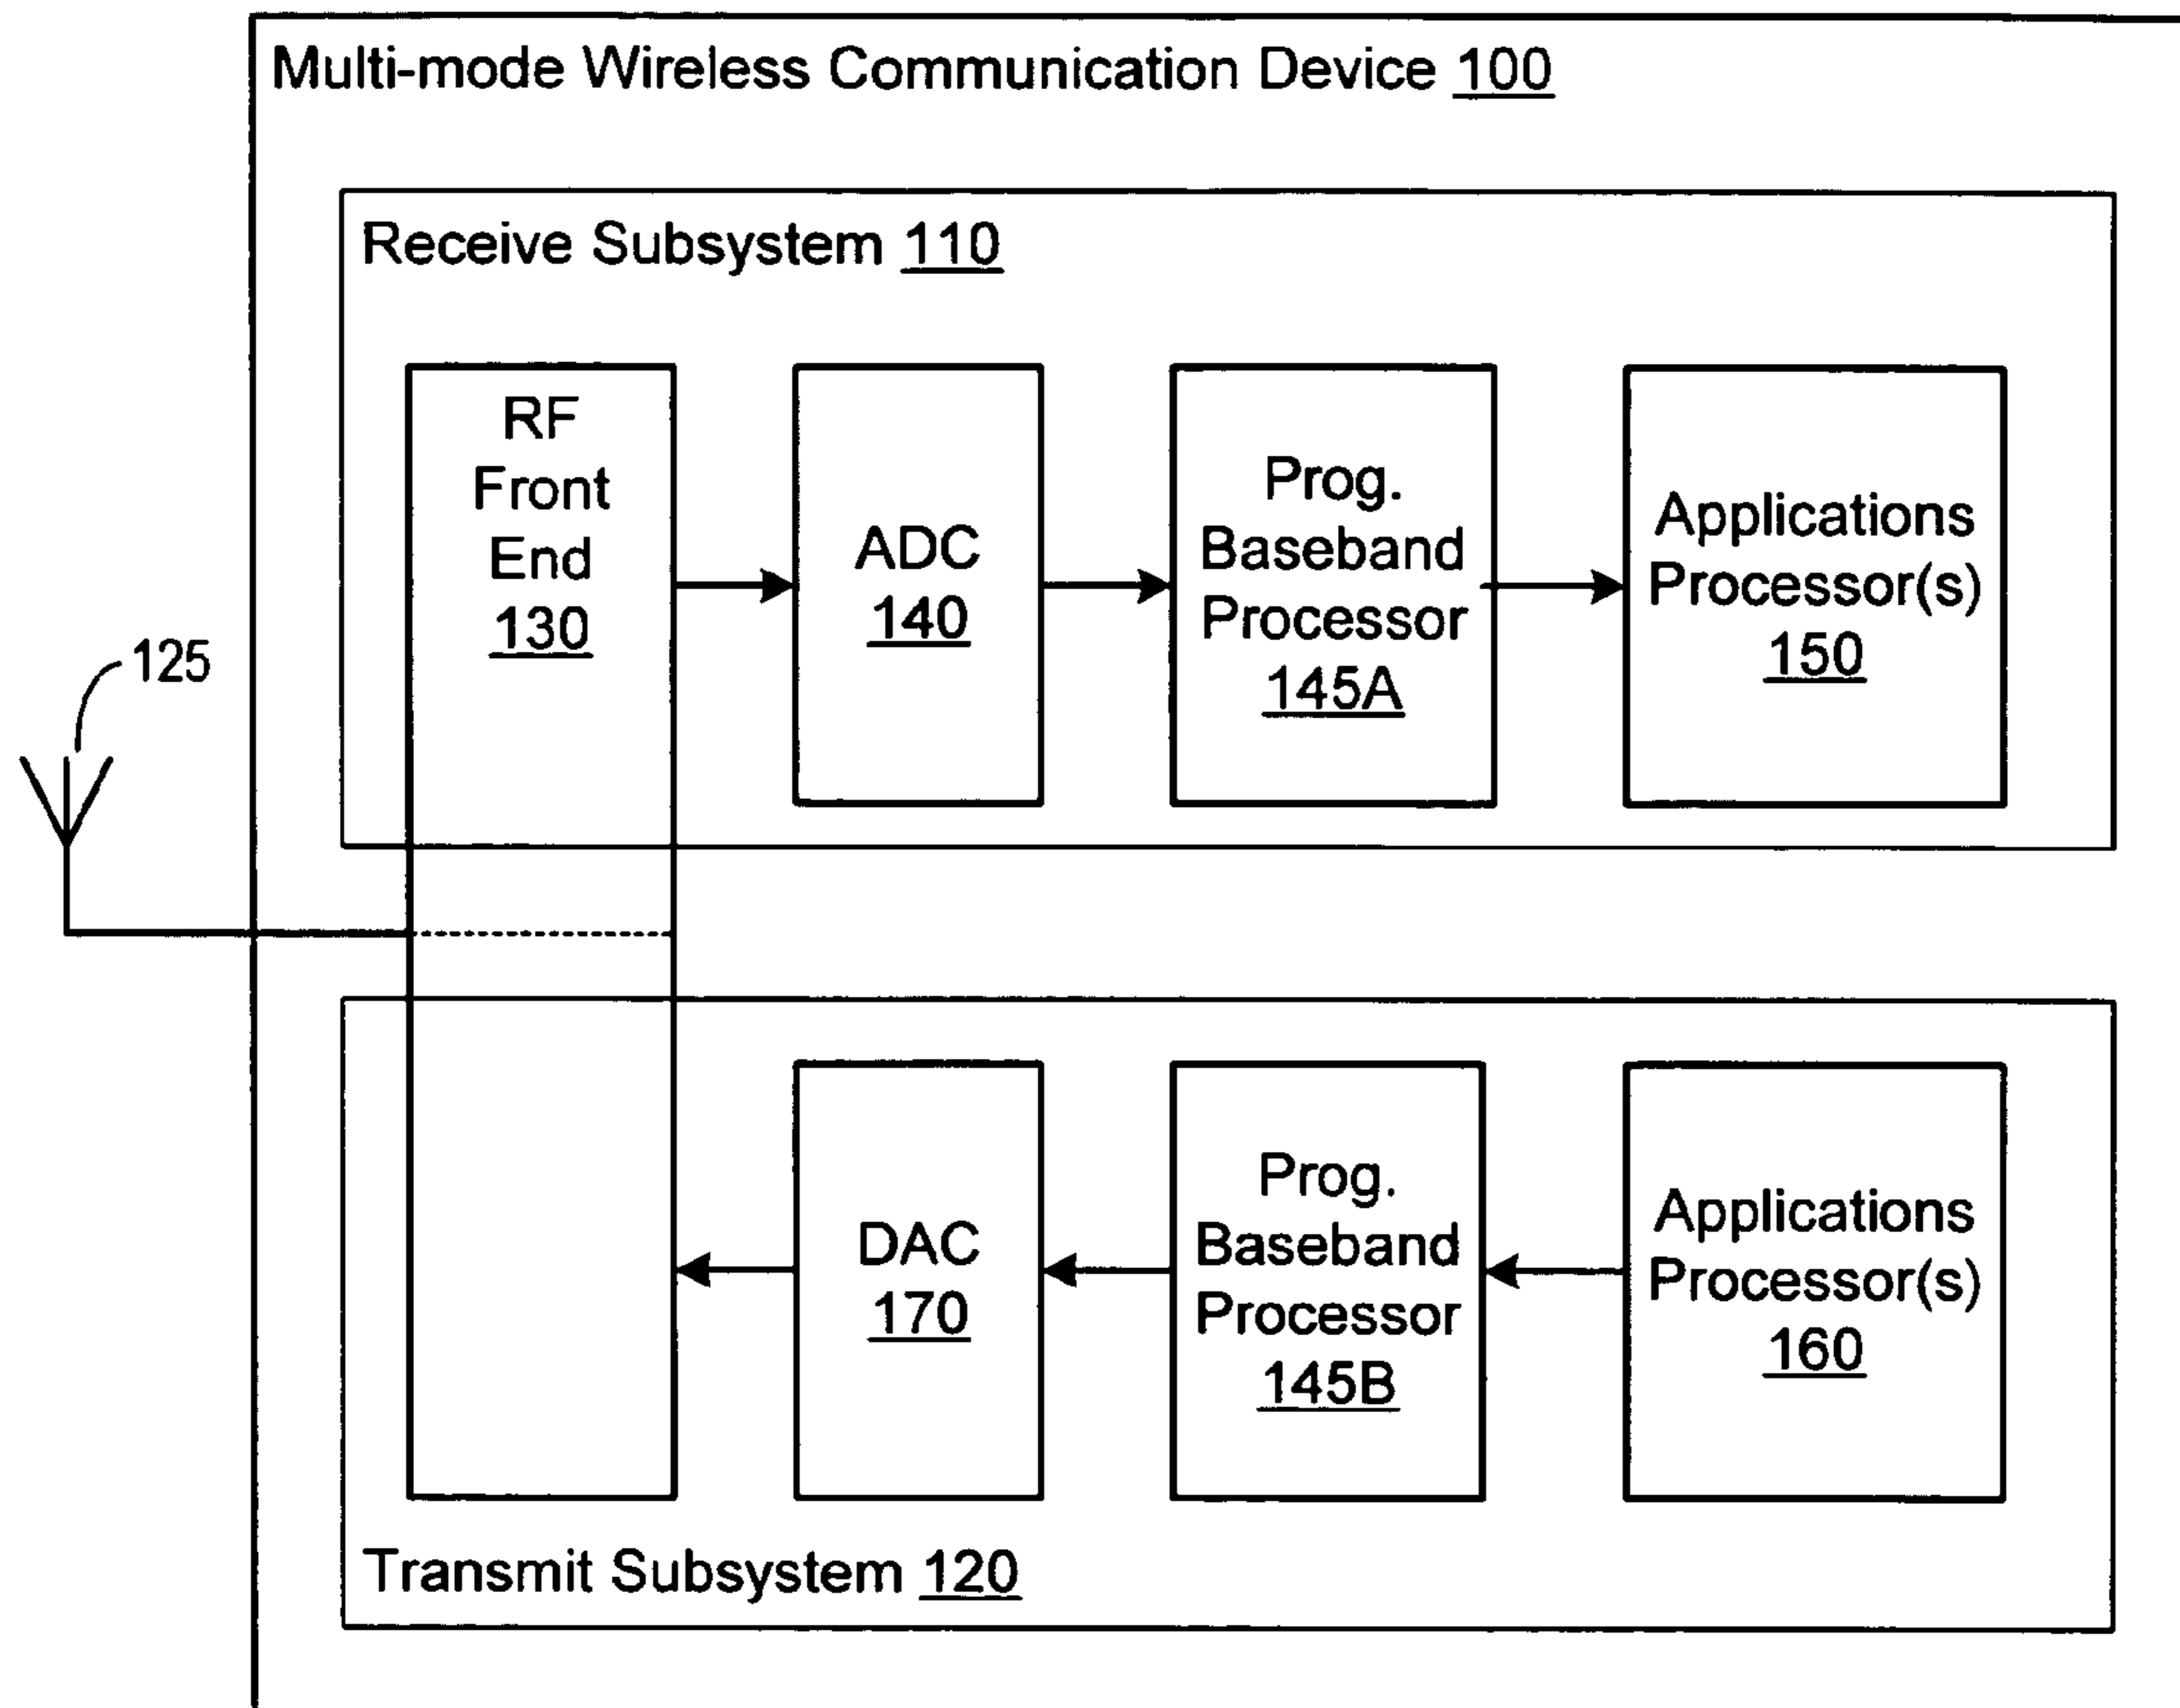 Multi-mode Wireless Communication Device 100
Receive Subsystem 110
RF
Front
End
130
ADC
140
Prog.
Baseband
Processor
145A
Applications
Processor(s)
150
125
DAC
170
Prog.
Baseband
Processor
145B
Applications
Processor(s)
160
Transmit Subsystem 120